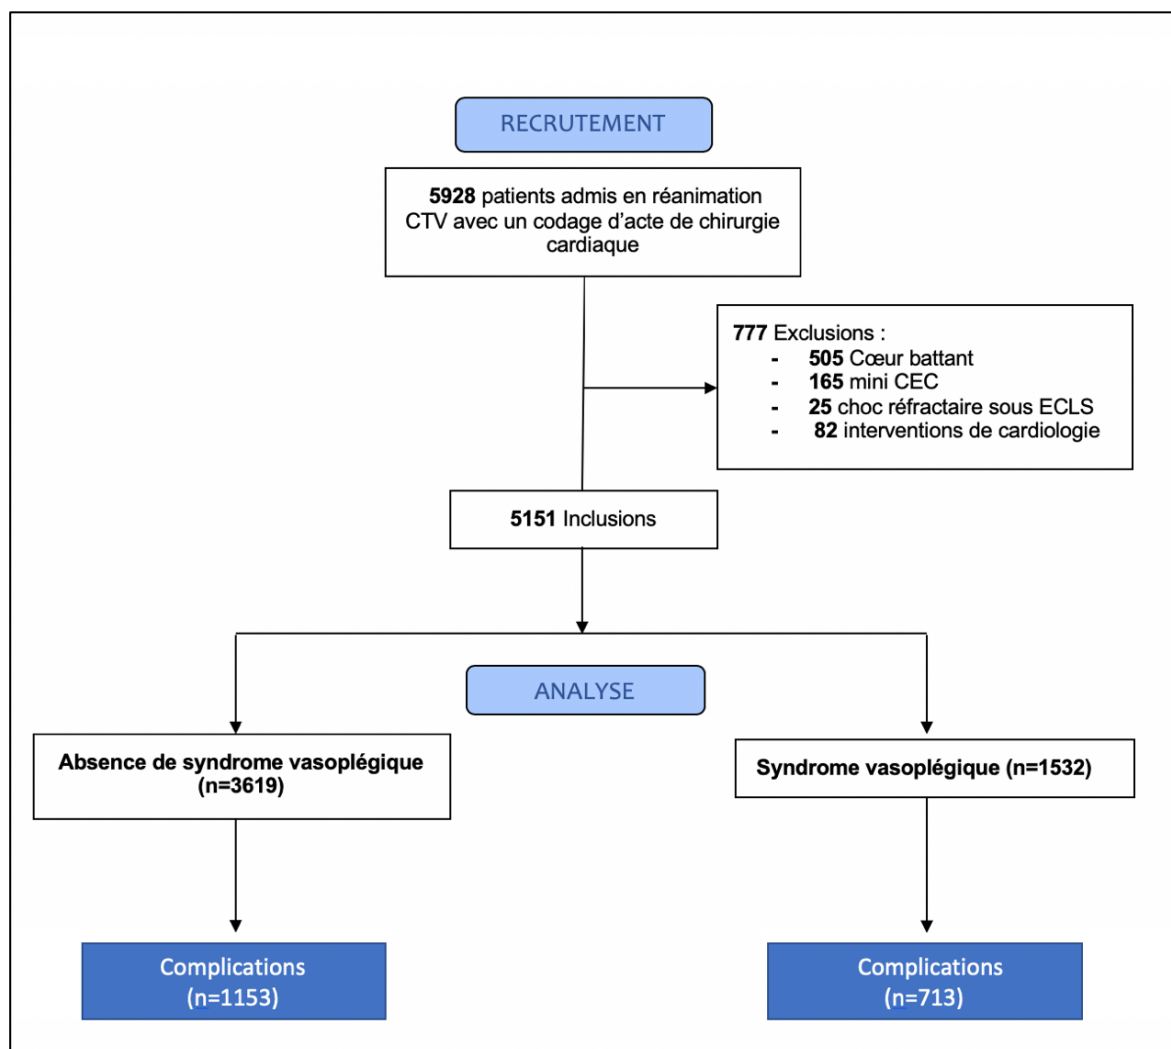 RECRUTEMENT
5928 patients admis en réanimation
CTV avec un codage d'acte de chirurgie
cardiaque
777 Exclusions :
- 505 Cœur battant
- 165 mini CEC
- 25 choc réfractaire sous ECLS
- 82 interventions de cardiologie
5151 Inclusions
ANALYSE
Absence de syndrome vasoplégique
(n=3619)
Syndrome vasoplégique (n=1532)
Complications
(n=1153)
Complications
(n=713)